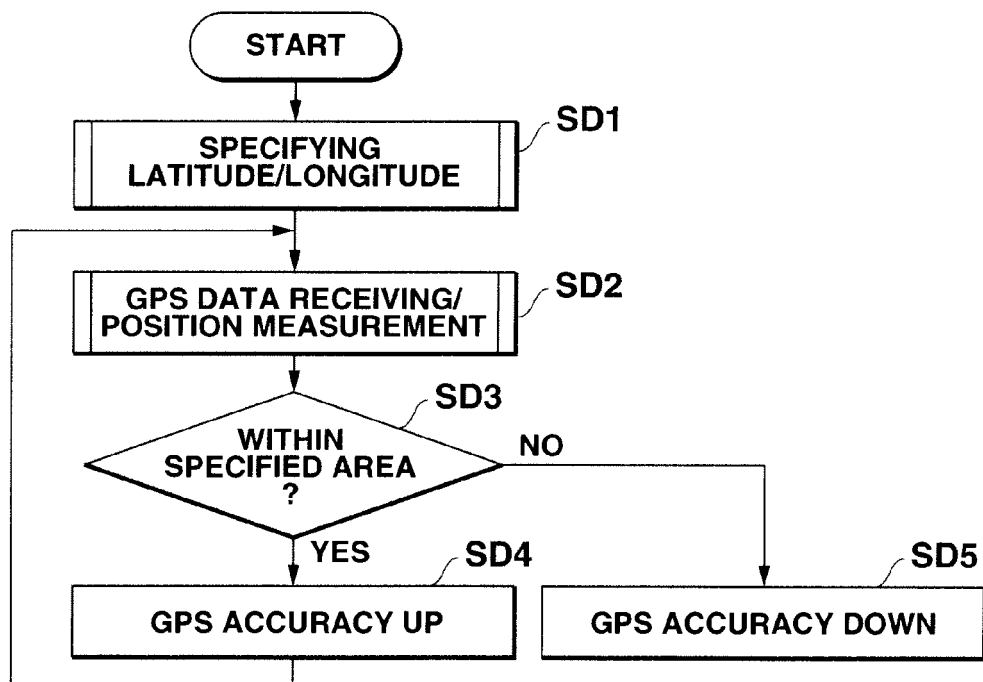 START
SD1
SPECIFYING
LATITUDE/LONGITUDE
SD2
GPS DATA RECEIVING/
POSITION MEASUREMENT
SD3
WITHIN
SPECIFIED AREA
?
NO
YES
SD4
GPS ACCURACY UP
SD5
GPS ACCURACY DOWN